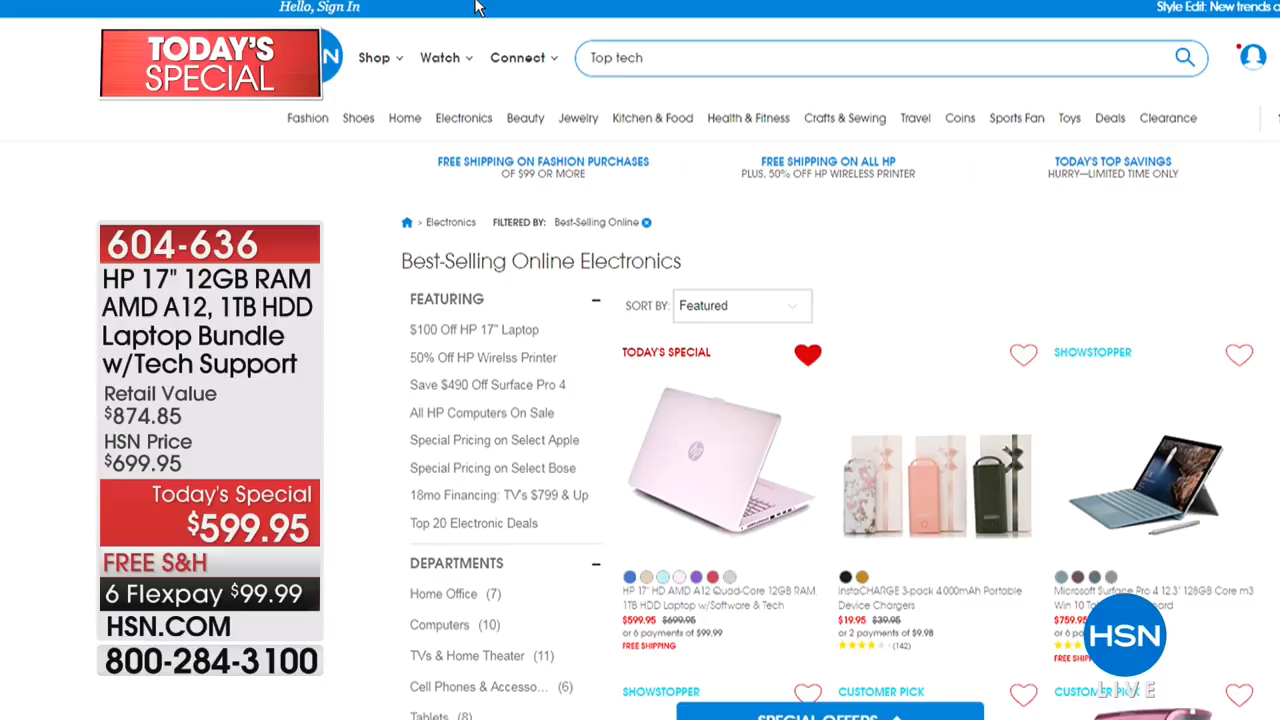 Hello, Sign In
Style Edit: New trends
TODAY'S
SPECIAL
N
Shop
Watch
Connect
Top tech
Fashion
Shoes
Home
Electronics
Beauty
Jewelry
Kitchen & Food
Health & Fitness
Crafts & Sewing
Travel
Coins
Sports Fan
Toys
Deals
Clearance
FREE SHIPPING ON FASHION PURCHASES
OF $99 OR MORE
FREE SHIPPING ON ALL HP
PLUS, 50% OFF HP WIRELESS PRINTER
TODAY'S TOP SAVINGS
HURRY—LIMITED TIME ONLY
604-636
HP 17" 12GB RAM
AMD A12, 1TB HDD
Laptop Bundle
w/Tech Support
Retail Value
$874.85
HSN Price
$699.95
Today's Special
$599.95
FREE S&H
6 Flexpay $99.99
HSN.COM
800-284-3100
> Electronics
FILTERED BY: Best-Selling Online
Best-Selling Online Electronics
FEATURING
$100 Off HP 17" Laptop
50% Off HP Wirelss Printer
Save $490 Off Surface Pro 4
All HP Computers On Sale
Special Pricing on Select Apple
Special Pricing on Select Bose
18mo Financing: TV's $799 & Up
Top 20 Electronic Deals
DEPARTMENTS
Home Office (7)
Computers (10)
TVs & Home Theater (11)
Cell Phones & Accesso... (6)
Tablets (8)
SORT BY: Featured
TODAY'S SPECIAL
HP 17" HD AMD A12 Quad-Core 12GB RAM
1TB HDD Laptop w/Software & Tech
$599.95 $699.95
or 6 payments of $99.99
FREE SHIPPING
InstaCHARGE 3-pack 4,000mAh Portable
Device Chargers
$19.95 $39.95
or 2 payments of $9.98
(142)
SHOWSTOPPER
Microsoft Surface Pro 4 12.3" 128GB Core m3
Win 10
$759.95
or 6
FREE
SHOWSTOPPER
CUSTOMER PICK
CUSTOMER PICK
SPECIAL OFFERS
HSN
LIVE